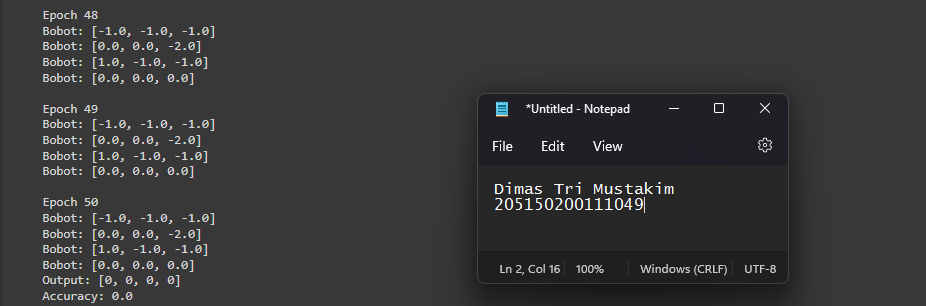 Epoch 48
Bobot: [-1.0, -1.0, -1.0]
Bobot: [0.0, 0.0, -2.0]
Bobot: [1.0, -1.0, -1.0]
Bobot: [0.0, 0.0, 0.0]
Epoch 49
Bobot: [-1.0, -1.0, -1.0]
Bobot: [0.0, 0.0, -2.0]
Bobot: [1.0, -1.0, -1.0]
Bobot: [0.0, 0.0, 0.0]
Epoch 50
Bobot: [-1.0, -1.0, -1.0]
Bobot: [0.0, 0.0, -2.0]
Bobot: [1.0, -1.0, -1.0]
Bobot: [0.0, 0.0, 0.0]
Output: [0, 0, 0, 0]
Accuracy: 0.0
*Untitled - Notepad
File Edit View
Dimas Tri Mustakim
205150200111049
Ln 2, Col 16 100% Windows (CRLF) UTF-8